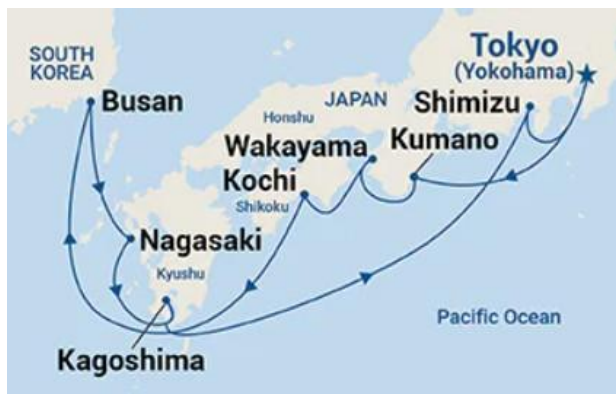 SOUTH
KOREA
Busan
Tokyo
(Yokohama)
JAPAN
Shimizu
Honshu
Wakayama
Kumano
Kochi
Shikoku
Nagasaki
Kyushu
Pacific Ocean
Kagoshima